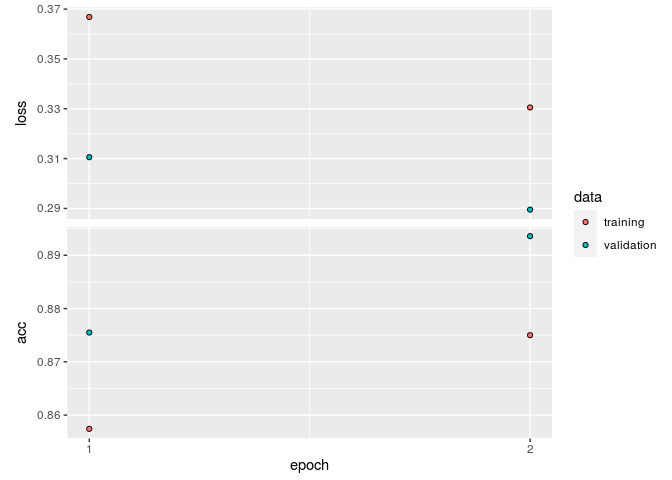 0.37
0.35
0.33
0.31
0.29
loss
0.89
0.88
0.87
0.86
acc
1
2
epoch
data
training
validation